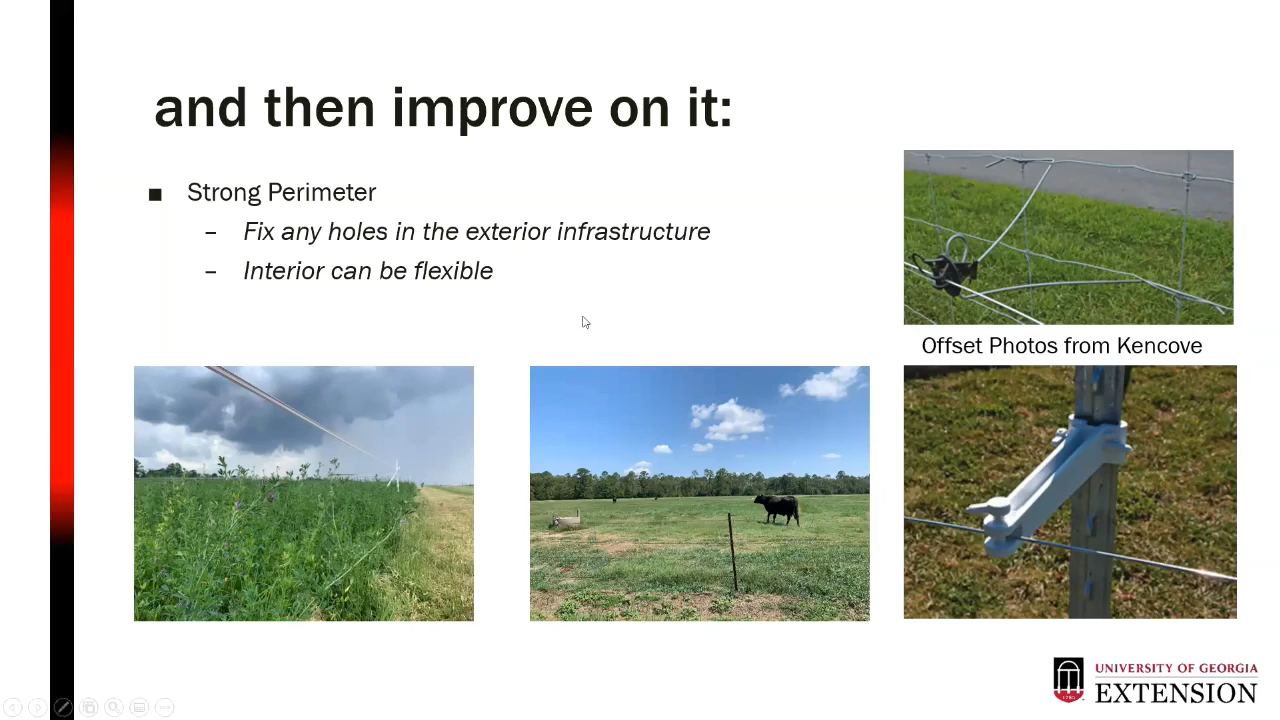 and then improve on it:
■ Strong Perimeter
– Fix any holes in the exterior infrastructure
– Interior can be flexible
Offset Photos from Kencove
UNIVERSITY OF GEORGIA
EXTENSION